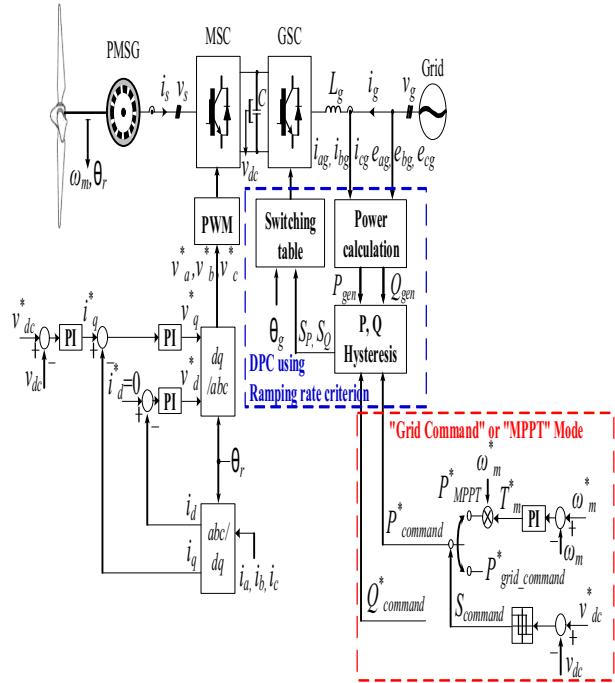 PMSG
MSC
GSC
Grid
i_s
v_s
C
L_g
i_g
v_g
v_dc
i_ag, i_bg
i_cg
e_ag, e_bg, e_cg
ω_m, θ_r
PWM
Switching table
Power calculation
v*_a, v*_b, v*_c
P_gen
Q_gen
θ_g
S_P, S_Q
P, Q Hysteresis
DPC using
Ramping rate criterion
v*_dc
+
−
v_dc
PI
i*_q
+
−
PI
v*_q
i*_d=0
+
−
PI
v*_d
dq
/abc
θ_r
i_d
i_q
abc/
dq
i_a, i_b, i_c
"Grid Command" or "MPPT" Mode
ω*_m
P*_MPPT
T*_m
PI
ω*_m
+
−
ω_m
P*_command
P*_grid_command
Q*_command
S_command
v*_dc
+
−
v_dc